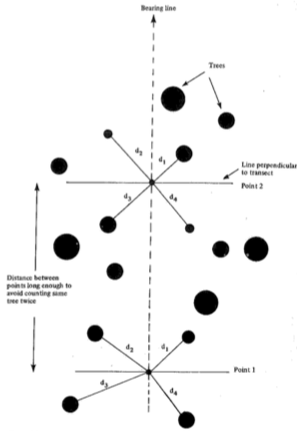 Bearing line
Trees
d2
d1
Line perpendicular
to transect
d3
d4
Point 2
Distance between
points long enough to
avoid counting same
tree twice
d2
d1
Point 1
d3
d4